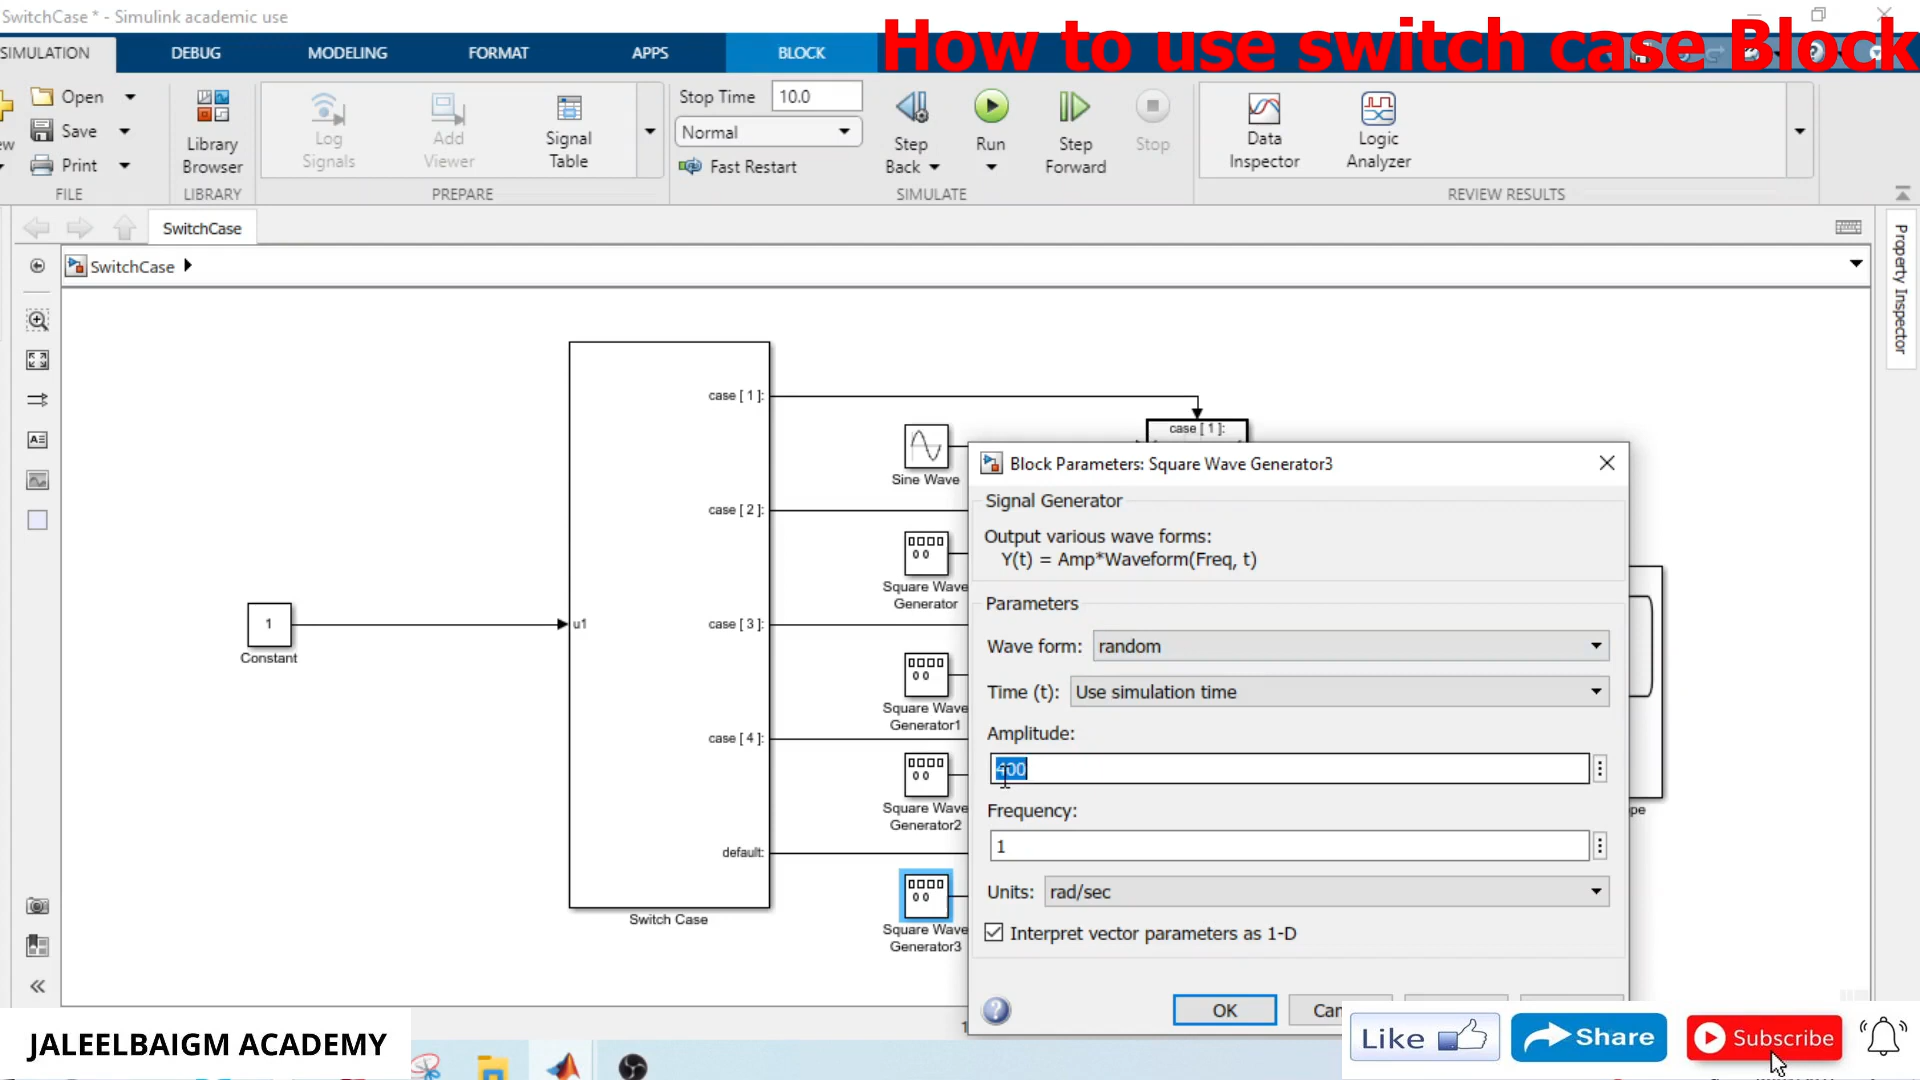 SwitchCase * - Simulink academic use
How to use switch case Block
SIMULATION
DEBUG
MODELING
FORMAT
APPS
BLOCK
Open
Save
Print
FILE
Library
Browser
LIBRARY
Log
Signals
Add
Viewer
Signal
Table
PREPARE
Stop Time 10.0
Normal
Fast Restart
Step
Back
Run
Step
Forward
Stop
SIMULATE
Data
Inspector
Logic
Analyzer
REVIEW RESULTS
SwitchCase
SwitchCase
Property Inspector
case [ 1 ]:
case [ 2 ]:
case [ 3 ]:
case [ 4 ]:
default:
u1
Switch Case
1
Constant
Sine Wave
Square Wave
Generator
Square Wave
Generator1
Square Wave
Generator2
Square Wave
Generator3
case [ 1 ]:
Block Parameters: Square Wave Generator3
Signal Generator
Output various wave forms:
Y(t) = Amp*Waveform(Freq, t)
Parameters
Wave form: random
Time (t): Use simulation time
Amplitude:
400
Frequency:
1
Units: rad/sec
Interpret vector parameters as 1-D
OK
JALEELBAIGM ACADEMY
Like
Share
Subscribe